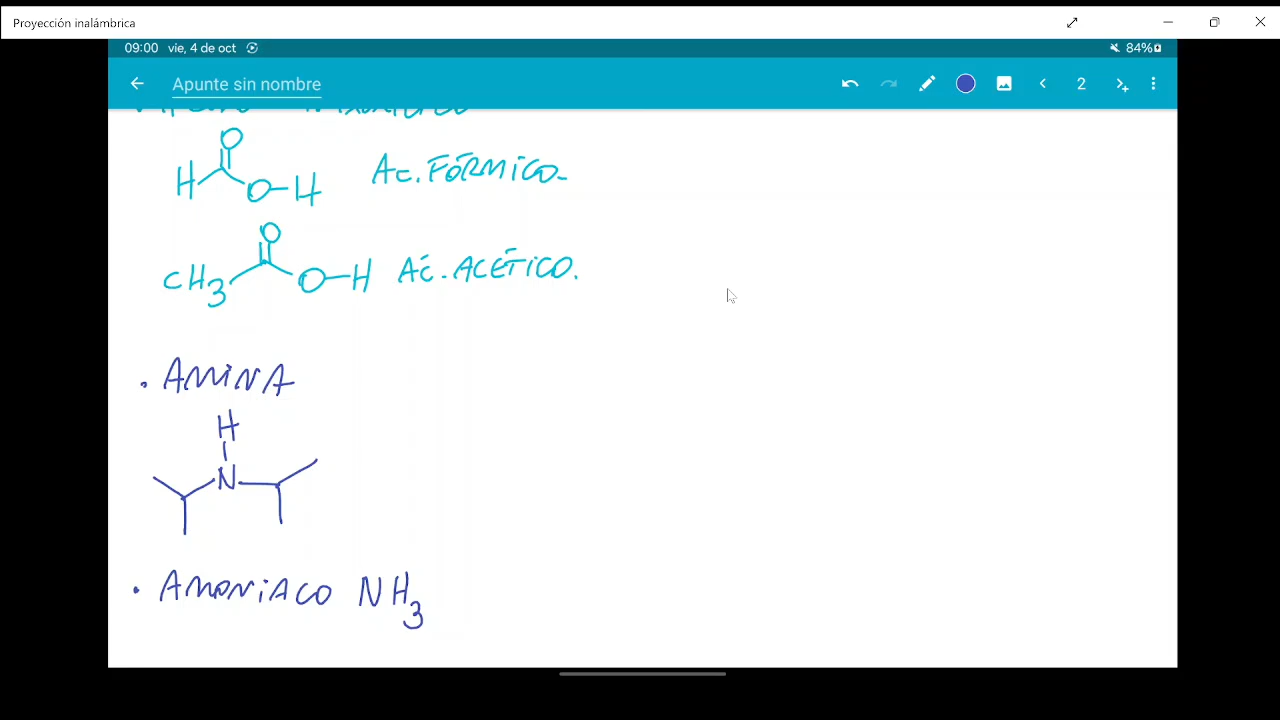 Proyección inalámbrica
09:00 vie, 4 de oct 84%
Apunte sin nombre
2
H O O-H AC. FÓRMICO
CH3 O O-H ÁC. ACÉTICO.
• AMINA
H
N
• AMONIACO NH3